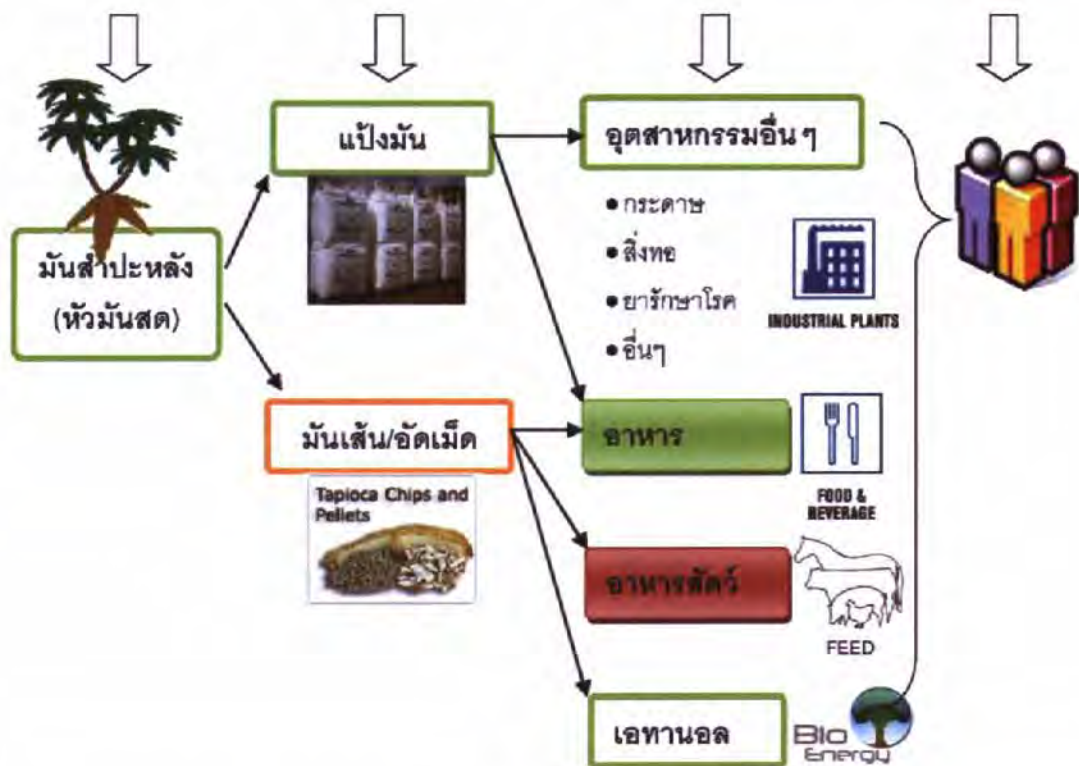 มันสำปะหลัง
(หัวมันสด)
แป้งมัน
มันเส้น/อัดเม็ด
Tapioca Chips and
Pellets
อุตสาหกรรมอื่น ๆ
• กระดาษ
• สิ่งทอ
• ยารักษาโรค
• อื่นๆ
INDUSTRIAL PLANTS
อาหาร
FOOD &
BEVERAGE
อาหารสัตว์
FEED
เอทานอล
Bio
Energy